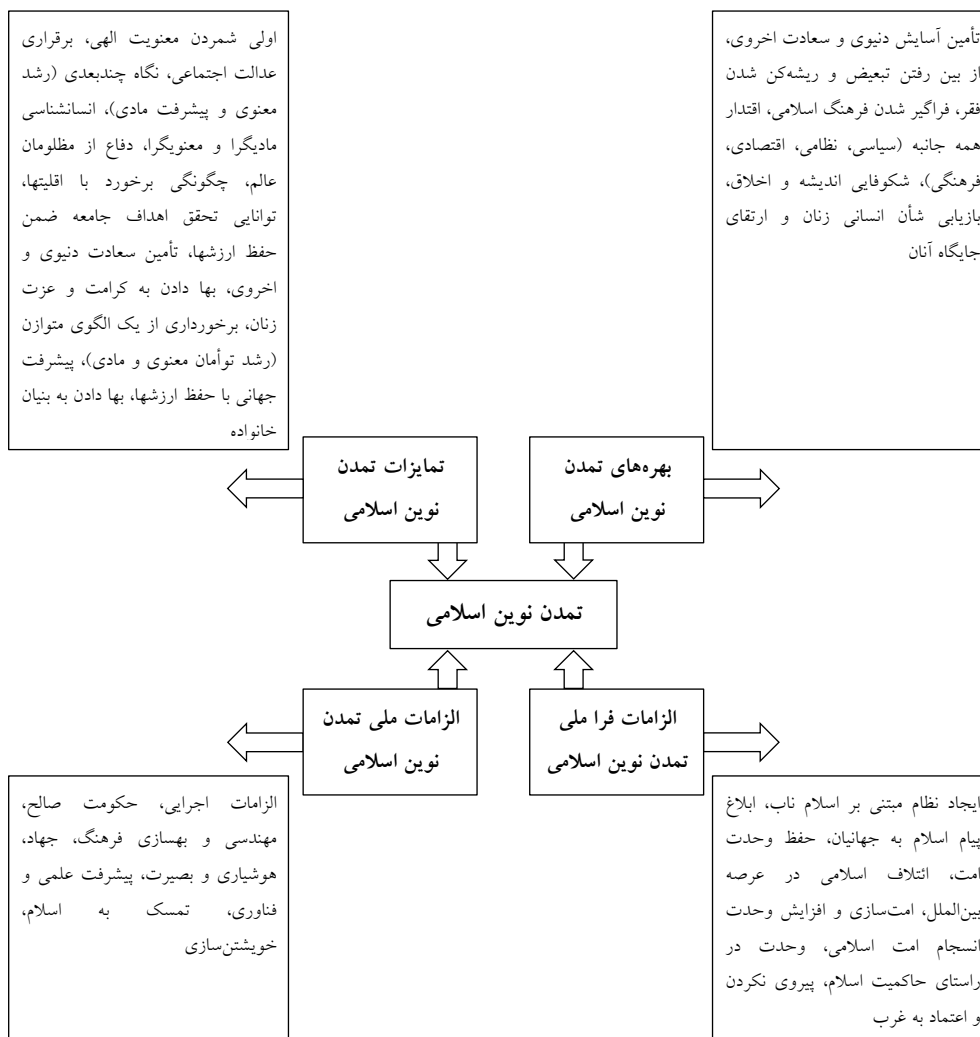 تأمین آسایش دنیوی و سعادت اخروی،
از بین رفتن تبعیض و ریشه‌کن شدن
فقر، فراگیر شدن فرهنگ اسلامی، اقتدار
همه جانبه (سیاسی، نظامی، اقتصادی،
فرهنگی)، شکوفایی اندیشه و اخلاق،
بازیابی شأن انسانی زنان و ارتقای
جایگاه آنان
اولی شمردن معنویت الهی، برقراری
عدالت اجتماعی، نگاه چندبعدی (رشد
معنوی و پیشرفت مادی)، انسانشناسی
مادیگرا و معنویگرا، دفاع از مظلومان
عالم، چگونگی برخورد با اقلیتها،
توانایی تحقق اهداف جامعه ضمن
حفظ ارزشها، تأمین سعادت دنیوی و
اخروی، بها دادن به کرامت و عزت
زنان، برخورداری از یک الگوی متوازن
(رشد توأمان معنوی و مادی)، پیشرفت
جهانی با حفظ ارزشها، بها دادن به بنیان
خانواده
بهره‌های تمدن
نوین اسلامی
تمایزات تمدن
نوین اسلامی
تمدن نوین اسلامی
الزامات فرا ملی
تمدن نوین اسلامی
الزامات ملی تمدن
نوین اسلامی
ایجاد نظام مبتنی بر اسلام ناب، ابلاغ
پیام اسلام به جهانیان، حفظ وحدت
امت، ائتلاف اسلامی در عرصه
بین‌الملل، امت‌سازی و افزایش وحدت
انسجام امت اسلامی، وحدت در
راستای حاکمیت اسلام، پیروی نکردن
و اعتماد به غرب
الزامات اجرایی، حکومت صالح،
مهندسی و بهسازی فرهنگ، جهاد،
هوشیاری و بصیرت، پیشرفت علمی و
فناوری، تمسک به اسلام،
خویشتن‌سازی